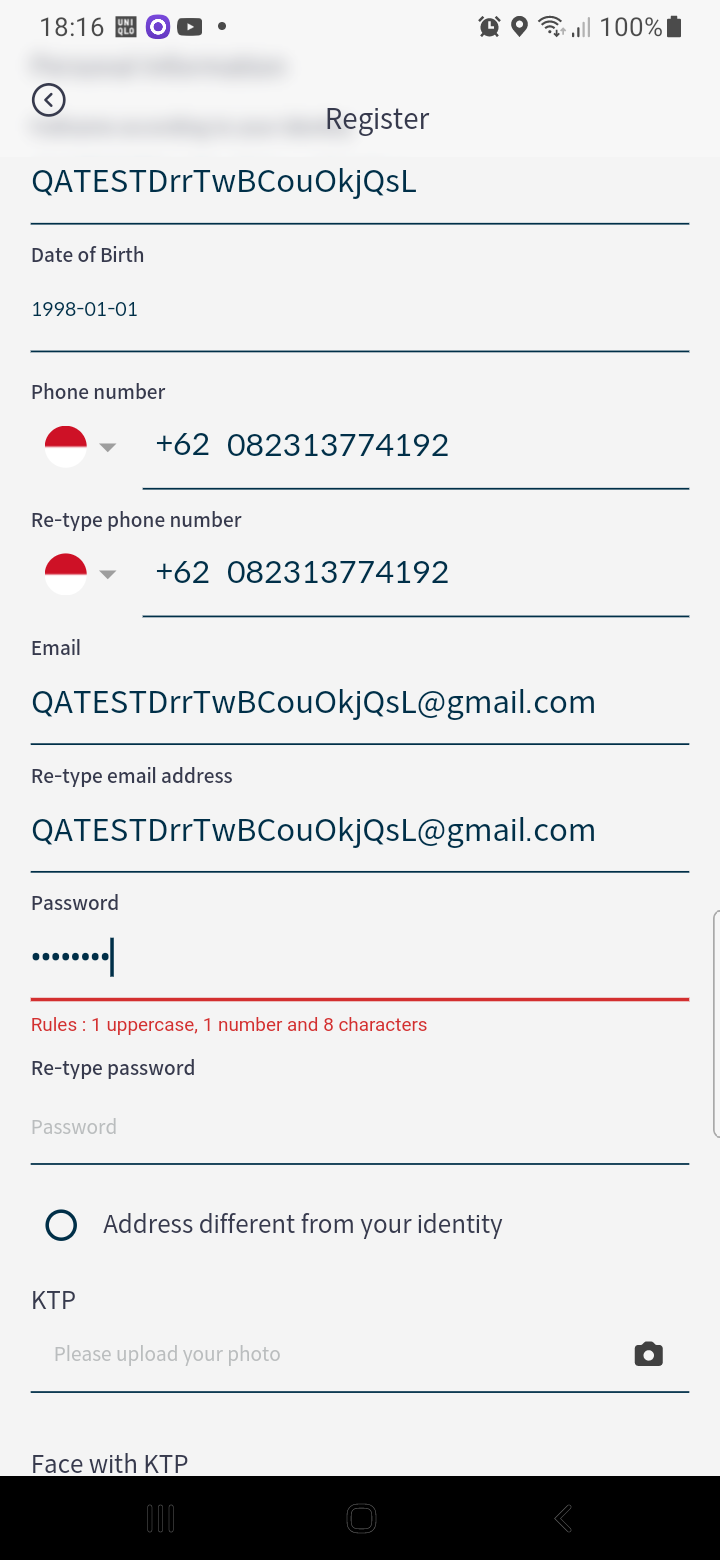 18:16 UNI QLO 100%
Register
QATESTDrrTwBCouOkjQsL
Date of Birth
1998-01-01
Phone number
+62 082313774192
Re-type phone number
+62 082313774192
Email
QATESTDrrTwBCouOkjQsL@gmail.com
Re-type email address
QATESTDrrTwBCouOkjQsL@gmail.com
Password
••••••••
Rules : 1 uppercase, 1 number and 8 characters
Re-type password
Password
Address different from your identity
KTP
Please upload your photo
Face with KTP